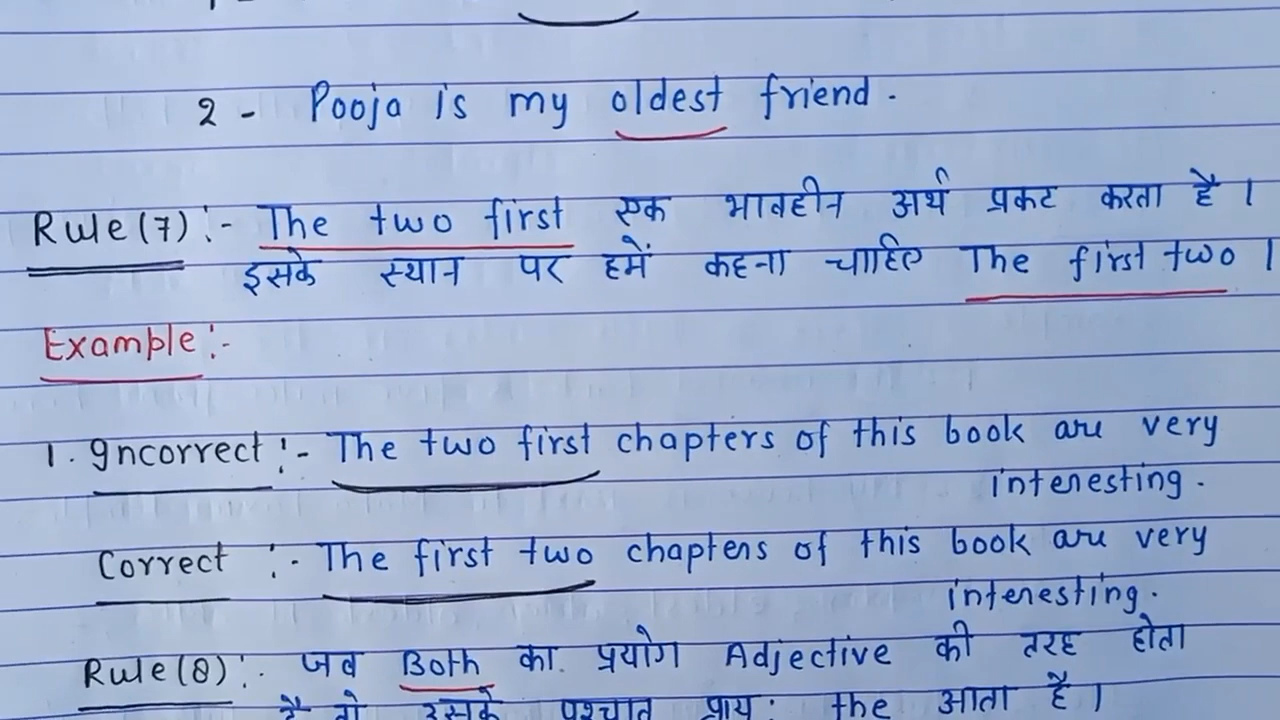 2 - Pooja is my oldest friend.
Rule(7):- The two first एक भावहीन अर्थ प्रकट करता है ।
इसके स्थान पर हमें कहना चाहिए The first two ।
Example:-
1. Incorrect:- The two first chapters of this book are very
interesting.
Correct :- The first two chapters of this book are very
interesting.
Rule(8):- जब Both का प्रयोग Adjective की तरह होता
है तो उसके पश्चात प्राय: the आता है ।